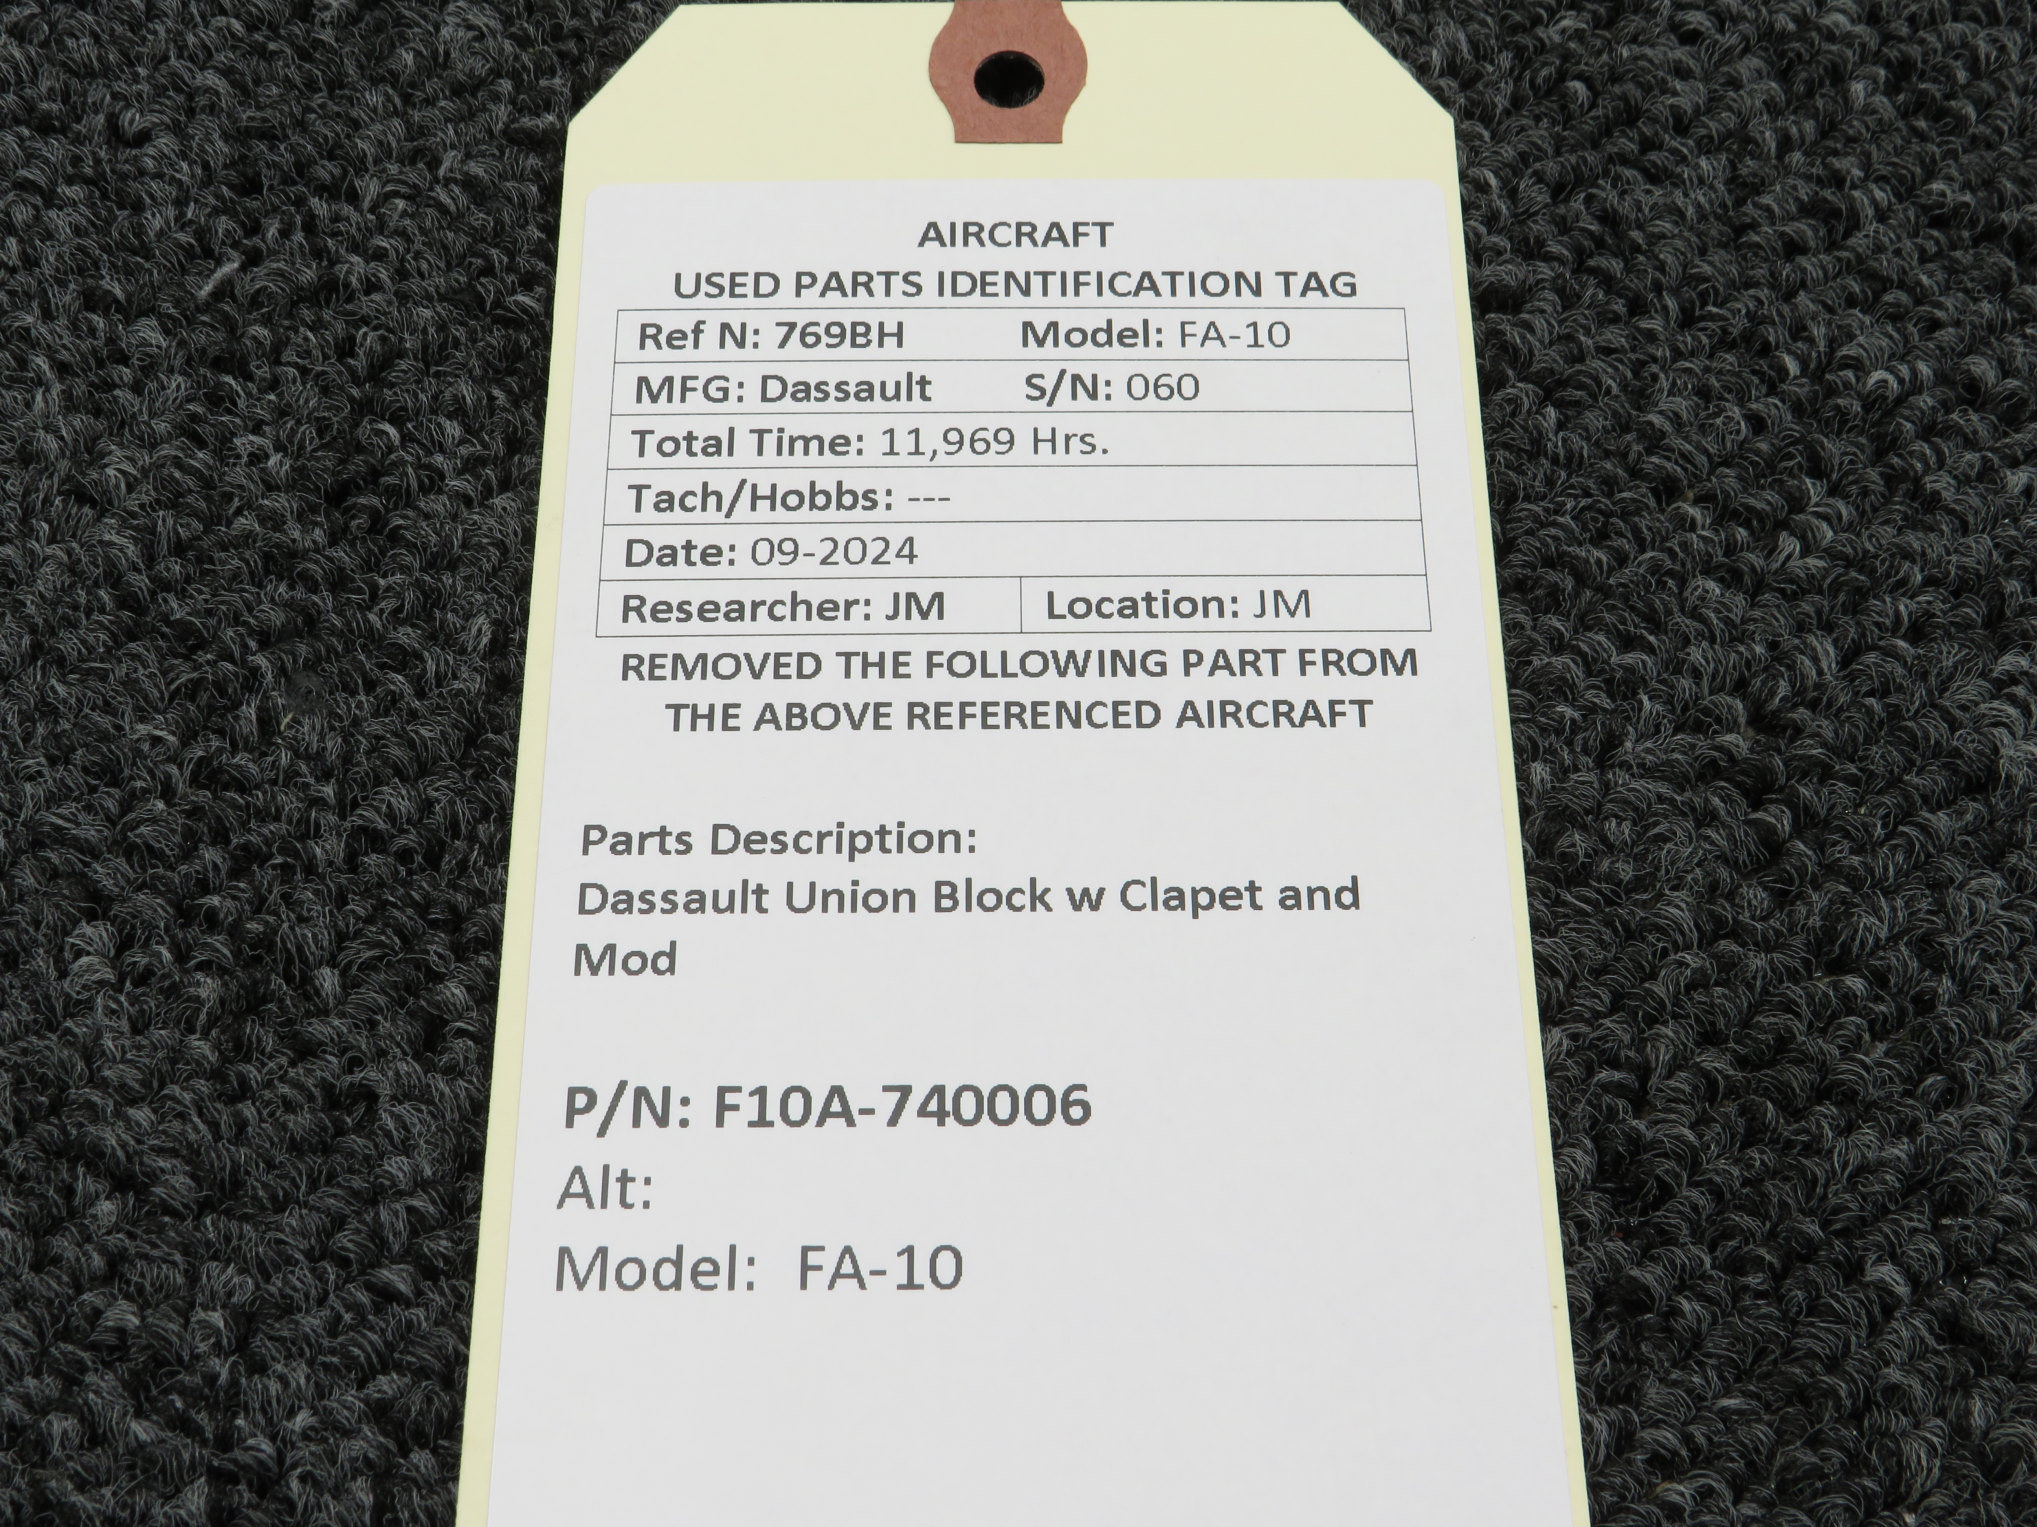 AIRCRAFT
USED PARTS IDENTIFICATION TAG
Ref N: 769BH Model: FA-10
MFG: Dassault S/N: 060
Total Time: 11,969 Hrs.
Tach/Hobbs: ---
Date: 09-2024
Researcher: JM Location: JM
REMOVED THE FOLLOWING PART FROM
THE ABOVE REFERENCED AIRCRAFT
Parts Description:
Dassault Union Block w Clapet and
Mod
P/N: F10A-740006
Alt:
Model: FA-10